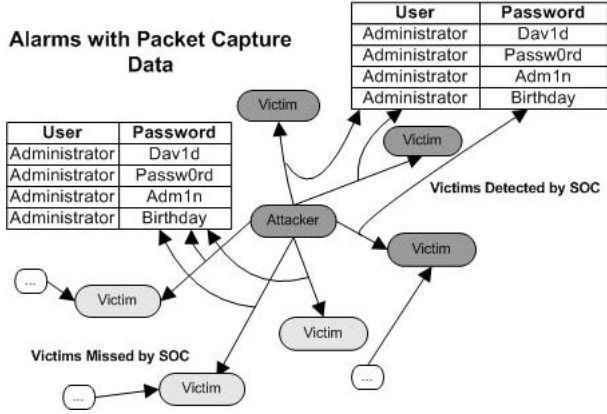 Alarms with Packet Capture
Data
User Password
Administrator Dav1d
Administrator Passw0rd
Administrator Adm1n
Administrator Birthday
Victim
Victim
User Password
Administrator Dav1d
Administrator Passw0rd
Administrator Adm1n
Administrator Birthday
Victims Detected by SOC
Attacker
Victim
...
Victim
Victim
Victims Missed by SOC
...
Victim
...